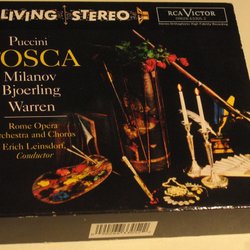 LIVING STEREO
RCA VICTOR
Puccini
TOSCA
Milanov
Bjoerling
Warren
Rome Opera
Orchestra and Chorus
Erich Leinsdorf,
Conductor